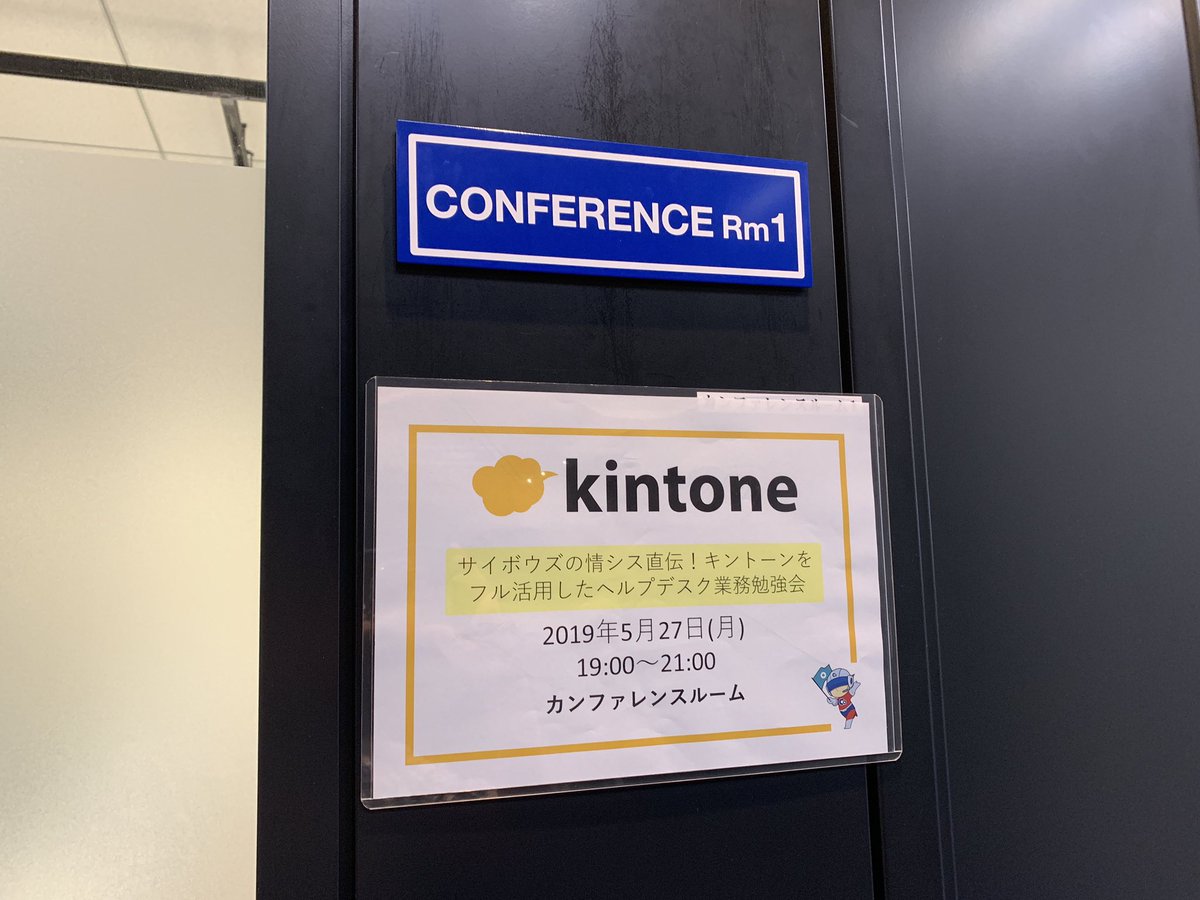 CONFERENCE Rm1
kintone
サイボウズの情シス直伝！キントーンを
フル活用したヘルプデスク業務勉強会
2019年5月27日(月)
19:00～21:00
カンファレンスルーム